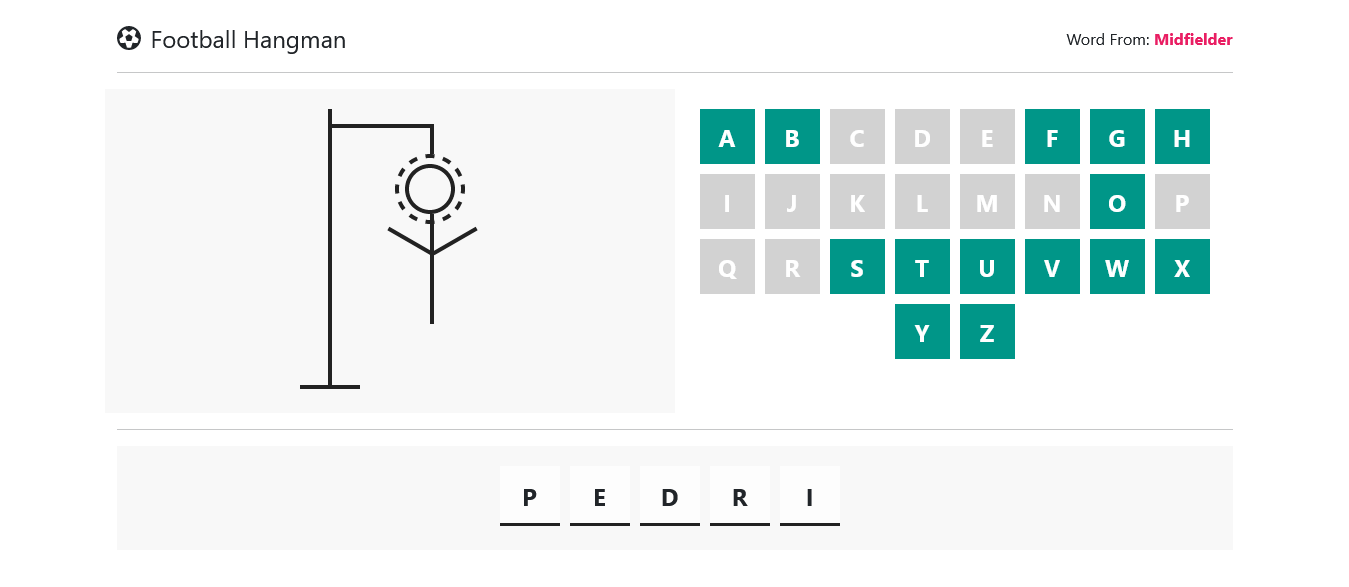 Football Hangman
Word From: Midfielder
A B C D E F G H
I J K L M N O P
Q R S T U V W X
Y Z
P E D R I